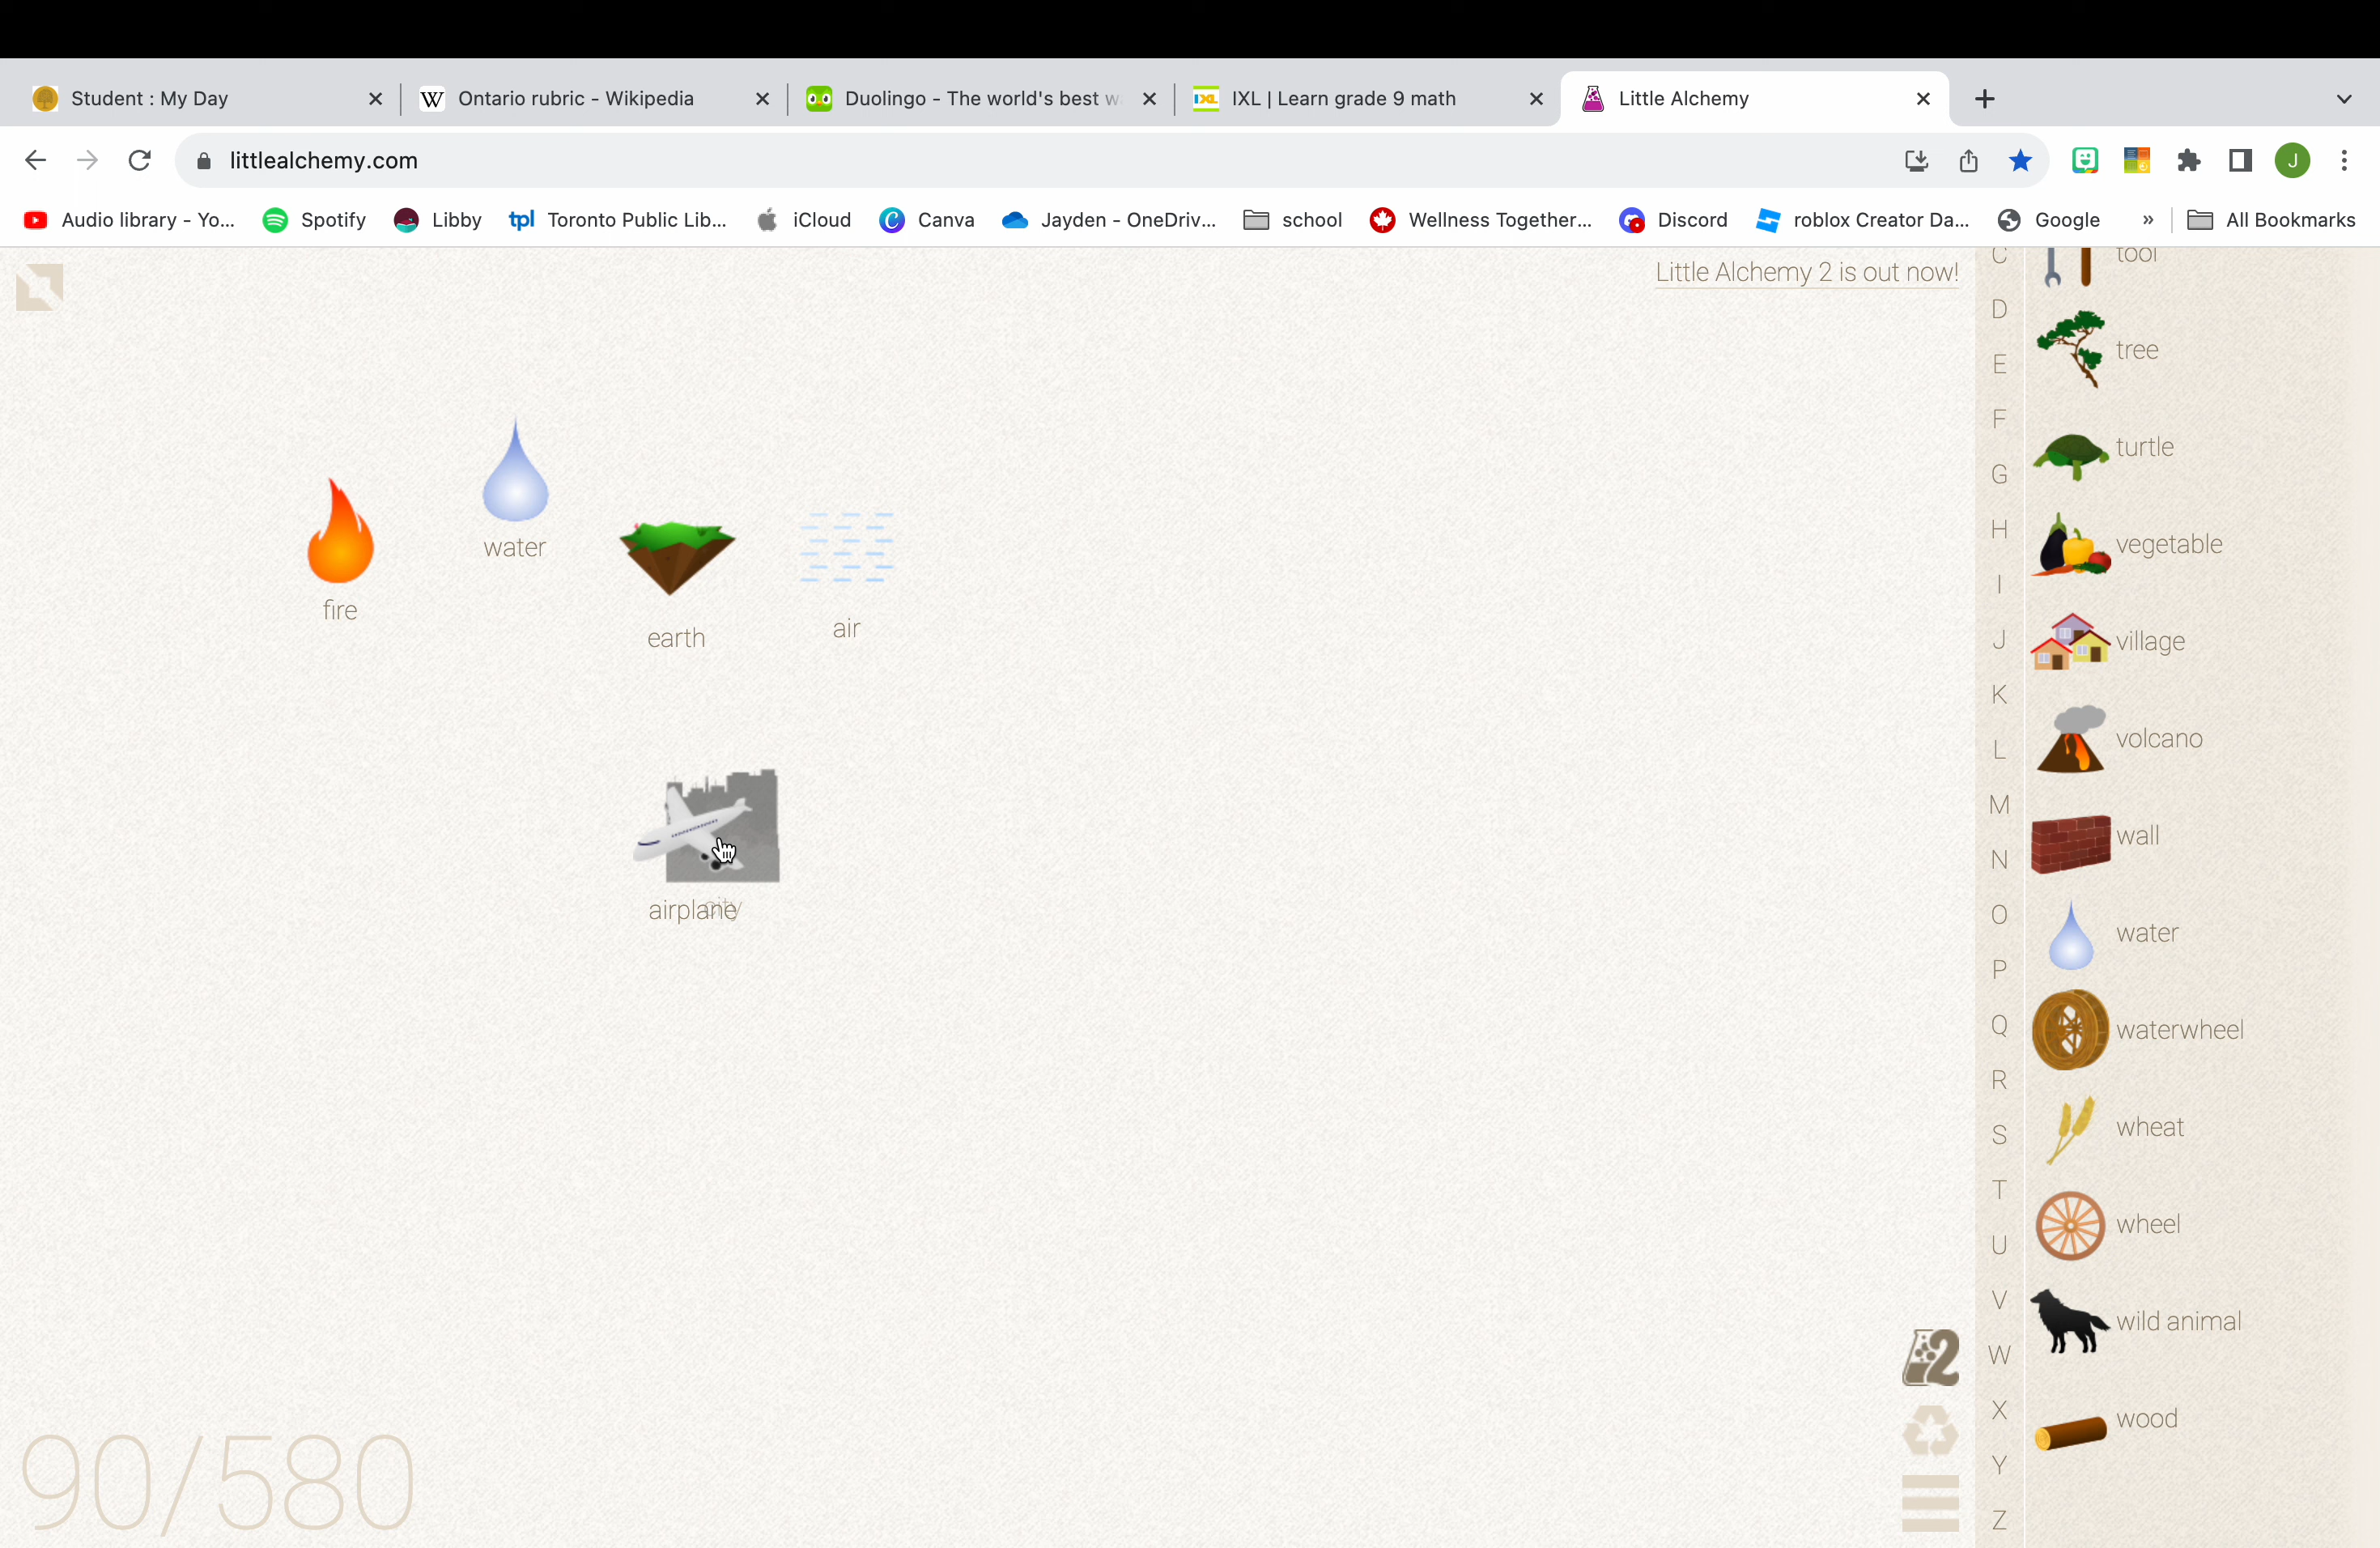 Student : My Day
Ontario rubric - Wikipedia
Duolingo - The world's best w
IXL | Learn grade 9 math
Little Alchemy
littlealchemy.com
J
Audio library - Yo...
Spotify
Libby
tpl Toronto Public Lib...
iCloud
Canva
Jayden - OneDriv...
school
Wellness Together...
Discord
roblox Creator Da...
Google
»
All Bookmarks
Little Alchemy 2 is out now!
fire
water
earth
air
airplane
city
90/580
2
C
D
E
F
G
H
I
J
K
L
M
N
O
P
Q
R
S
T
U
V
W
X
Y
Z
tool
tree
turtle
vegetable
village
volcano
wall
water
waterwheel
wheat
wheel
wild animal
wood